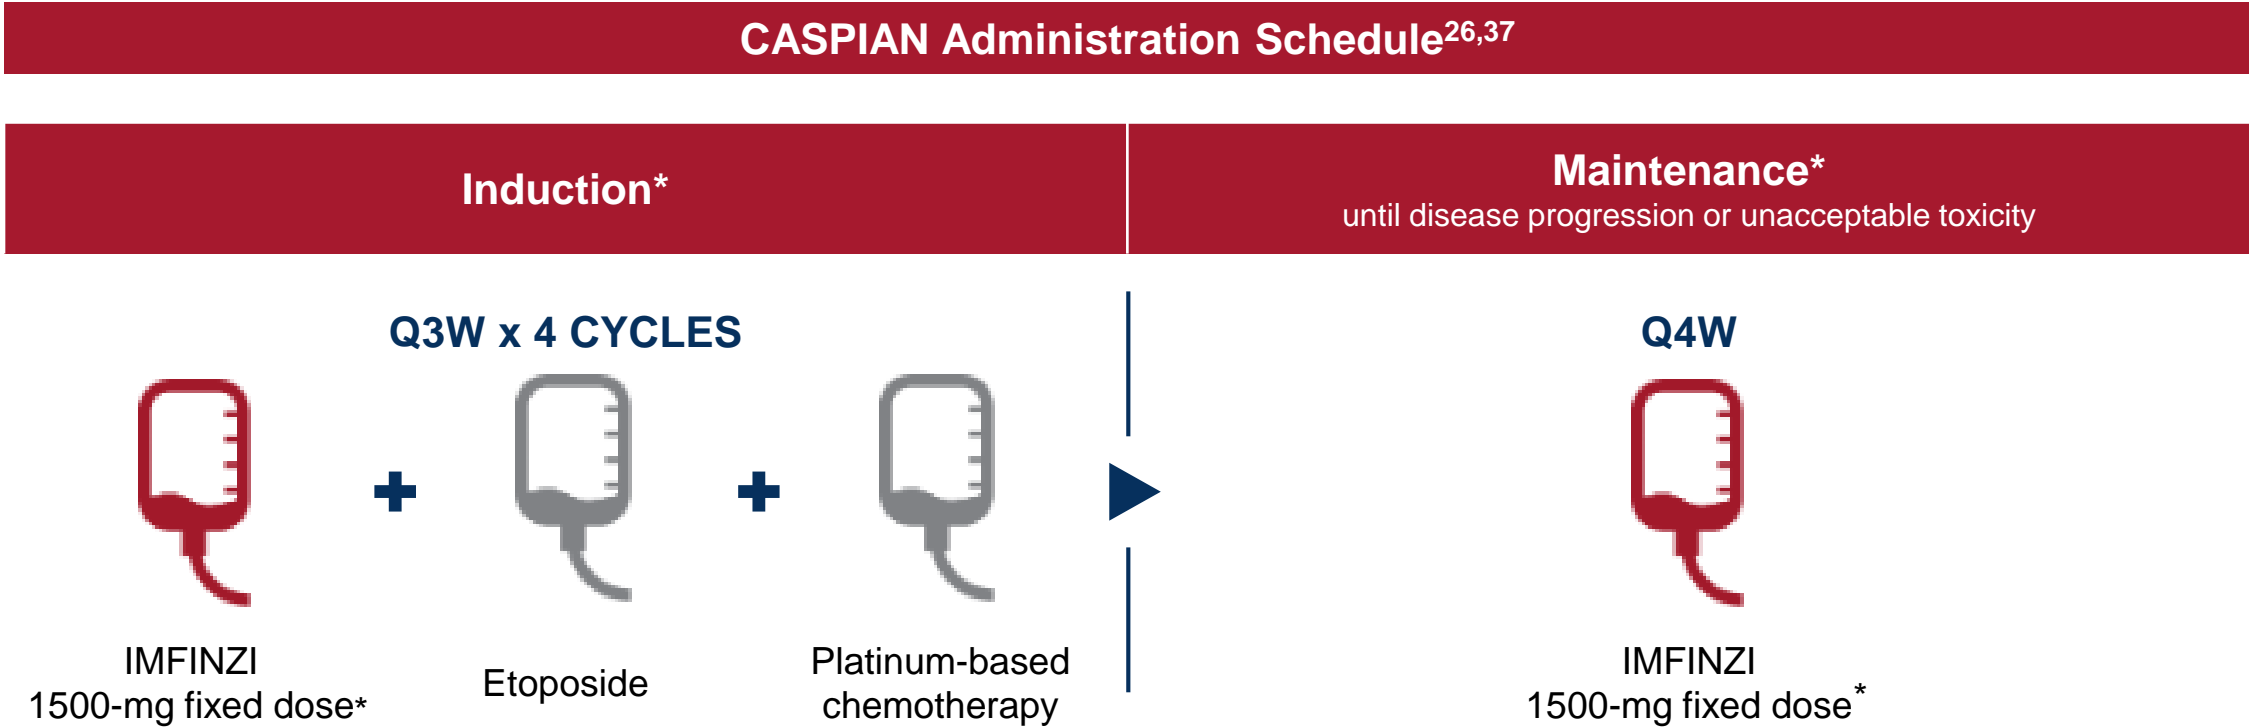 CASPIAN Administration Schedule26,37
Induction*
Maintenance*
until disease progression or unacceptable toxicity
Q3W x 4 CYCLES
Q4W
IMFINZI
1500-mg fixed dose*
Etoposide
Platinum-based
chemotherapy
IMFINZI
1500-mg fixed dose*